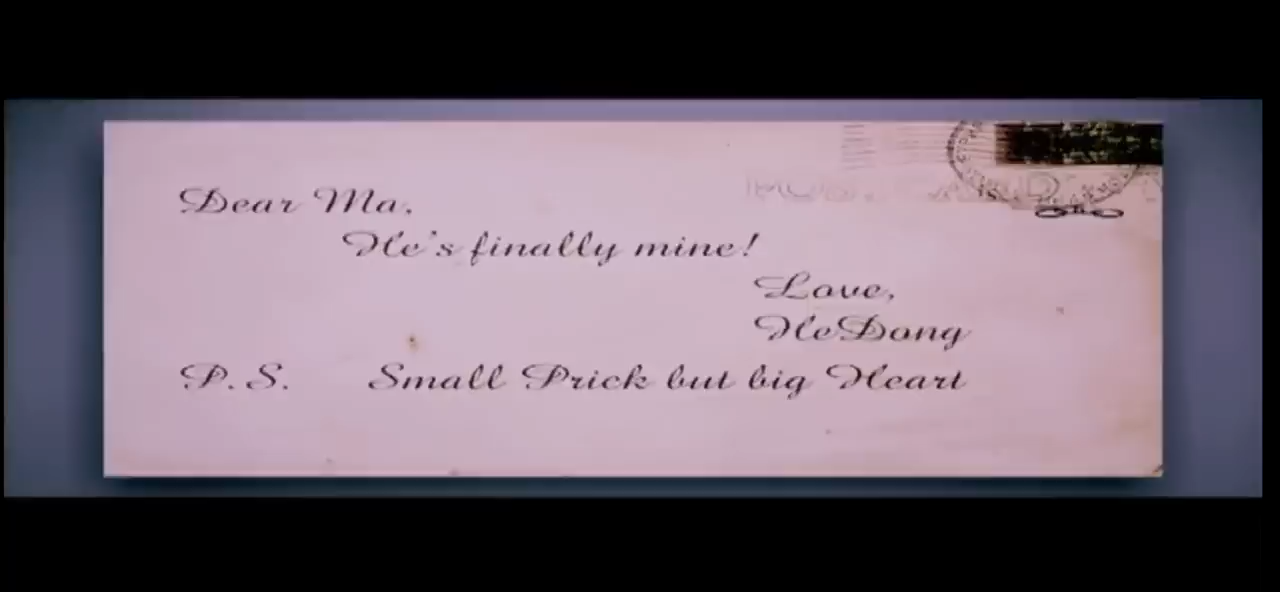 Dear Ma,
He's finally mine!
Love,
HeDong
P.S. Small Prick but big Heart